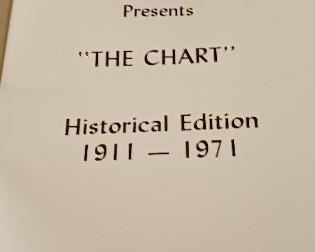 Presents
“THE CHART”
Historical Edition
1911 — 1971